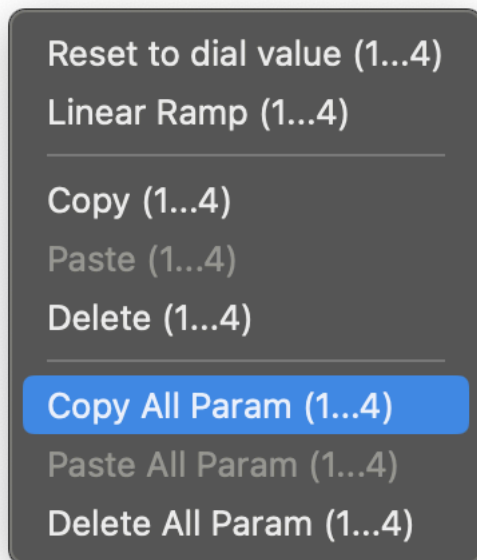 Reset to dial value (1...4)
Linear Ramp (1...4)
Copy (1...4)
Paste (1...4)
Delete (1...4)
Copy All Param (1...4)
Paste All Param (1...4)
Delete All Param (1...4)